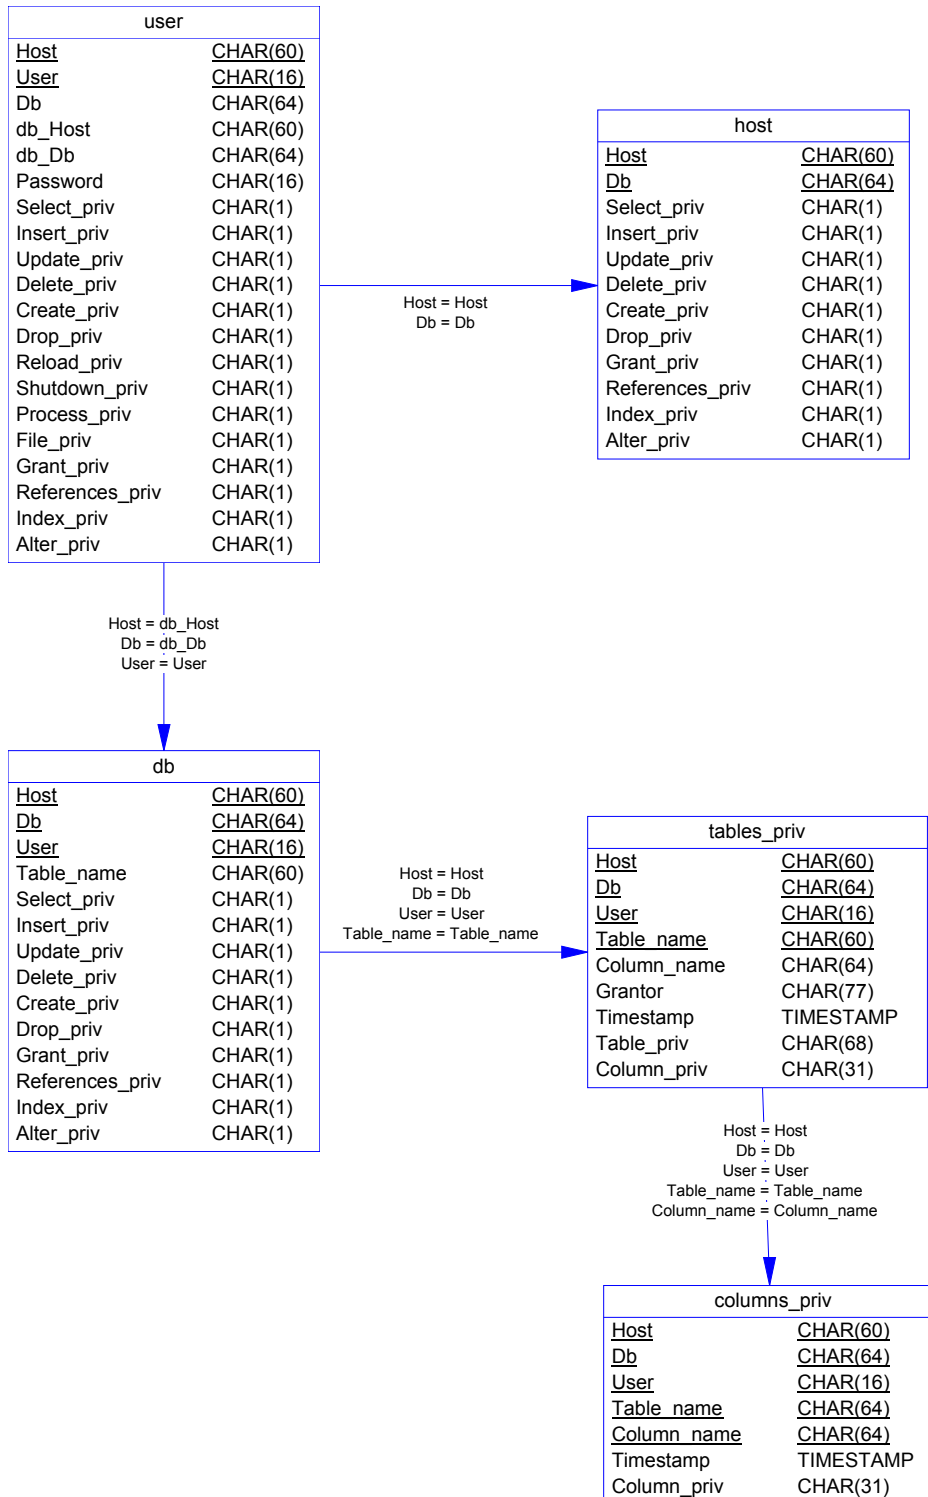 user
Host CHAR(60)
User CHAR(16)
Db CHAR(64)
db_Host CHAR(60)
db_Db CHAR(64)
Password CHAR(16)
Select_priv CHAR(1)
Insert_priv CHAR(1)
Update_priv CHAR(1)
Delete_priv CHAR(1)
Create_priv CHAR(1)
Drop_priv CHAR(1)
Reload_priv CHAR(1)
Shutdown_priv CHAR(1)
Process_priv CHAR(1)
File_priv CHAR(1)
Grant_priv CHAR(1)
References_priv CHAR(1)
Index_priv CHAR(1)
Alter_priv CHAR(1)
Host = Host
Db = Db
host
Host CHAR(60)
Db CHAR(64)
Select_priv CHAR(1)
Insert_priv CHAR(1)
Update_priv CHAR(1)
Delete_priv CHAR(1)
Create_priv CHAR(1)
Drop_priv CHAR(1)
Grant_priv CHAR(1)
References_priv CHAR(1)
Index_priv CHAR(1)
Alter_priv CHAR(1)
Host = db_Host
Db = db_Db
User = User
db
Host CHAR(60)
Db CHAR(64)
User CHAR(16)
Table_name CHAR(60)
Select_priv CHAR(1)
Insert_priv CHAR(1)
Update_priv CHAR(1)
Delete_priv CHAR(1)
Create_priv CHAR(1)
Drop_priv CHAR(1)
Grant_priv CHAR(1)
References_priv CHAR(1)
Index_priv CHAR(1)
Alter_priv CHAR(1)
Host = Host
Db = Db
User = User
Table_name = Table_name
tables_priv
Host CHAR(60)
Db CHAR(64)
User CHAR(16)
Table_name CHAR(60)
Column_name CHAR(64)
Grantor CHAR(77)
Timestamp TIMESTAMP
Table_priv CHAR(68)
Column_priv CHAR(31)
Host = Host
Db = Db
User = User
Table_name = Table_name
Column_name = Column_name
columns_priv
Host CHAR(60)
Db CHAR(64)
User CHAR(16)
Table_name CHAR(64)
Column_name CHAR(64)
Timestamp TIMESTAMP
Column_priv CHAR(31)